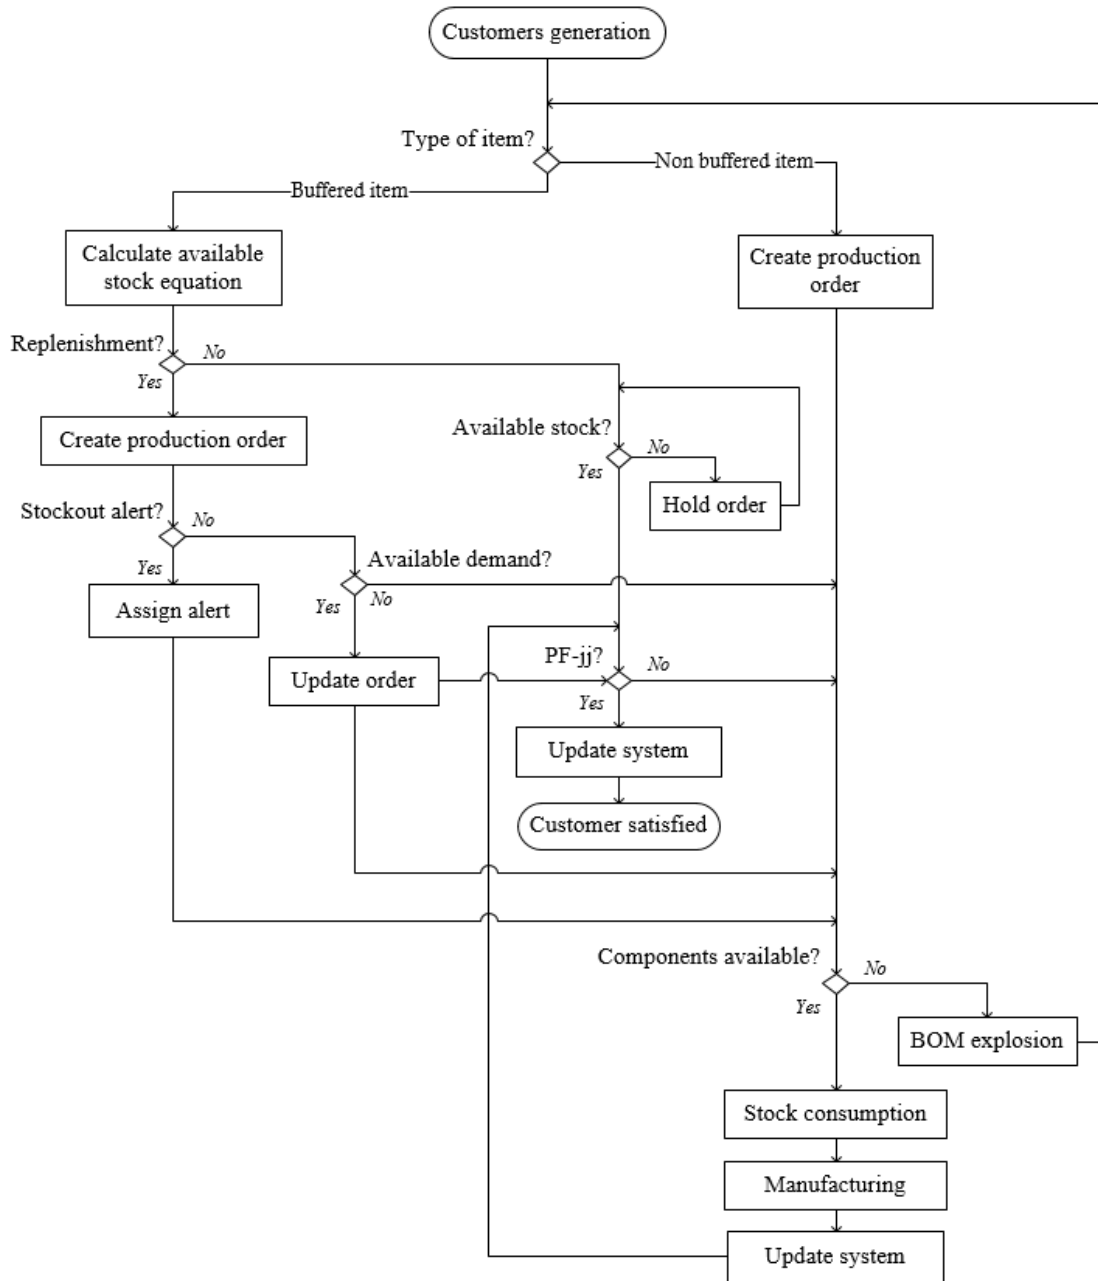 Customers generation
Type of item?
Non buffered item
Buffered item
Calculate available
stock equation
Create production
order
Replenishment?
No
Yes
Create production order
Available stock?
No
Yes
Hold order
Stockout alert?
No
Yes
Available demand?
Yes
No
Assign alert
PF-jj?
No
Yes
Update order
Update system
Customer satisfied
Components available?
No
Yes
BOM explosion
Stock consumption
Manufacturing
Update system